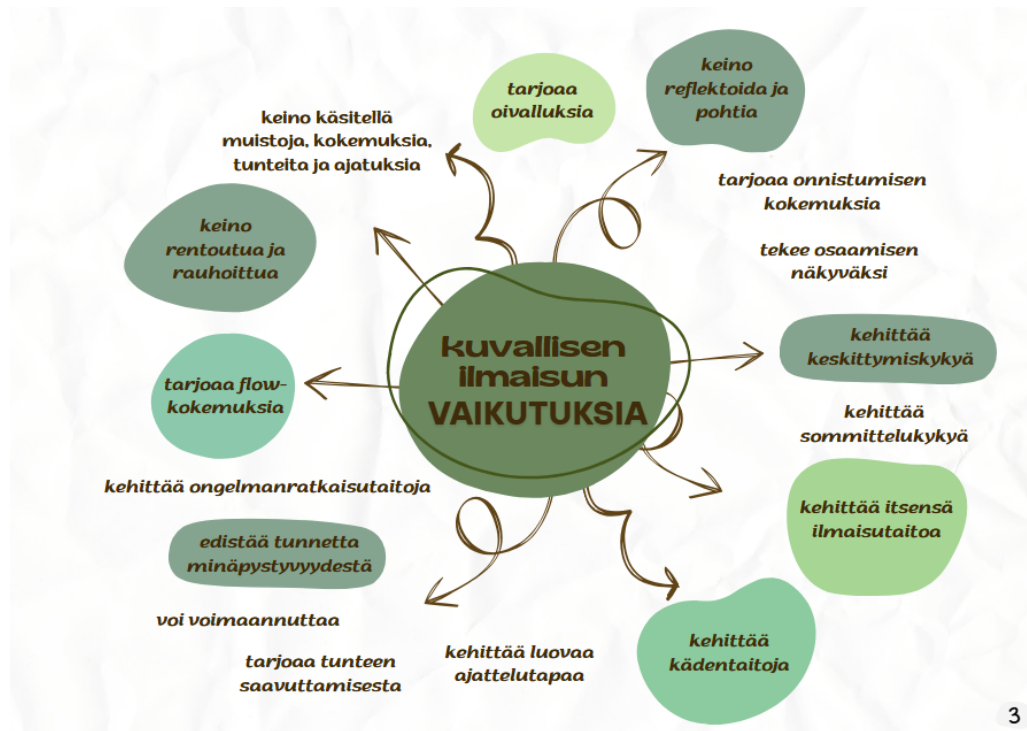 kuvallisen
ilmaisun
VAIKUTUKSIA
tarjoaa
oivalluksia
keino
reflektoida ja
pohtia
tarjoaa onnistumisen
kokemuksia
tekee osaamisen
näkyväksi
kehittää
keskittymiskykyä
kehittää
sommittelukykyä
kehittää itsensä
ilmaisutaitoa
kehittää
kädentaitoja
kehittää luovaa
ajattelutapaa
tarjoaa tunteen
saavuttamisesta
voi voimaannuttaa
edistää tunnetta
minäpystyvyydestä
kehittää ongelmanratkaisutaitoja
tarjoaa flow-
kokemuksia
keino
rentoutua ja
rauhoittua
keino käsitellä
muistoja, kokemuksia,
tunteita ja ajatuksia
3